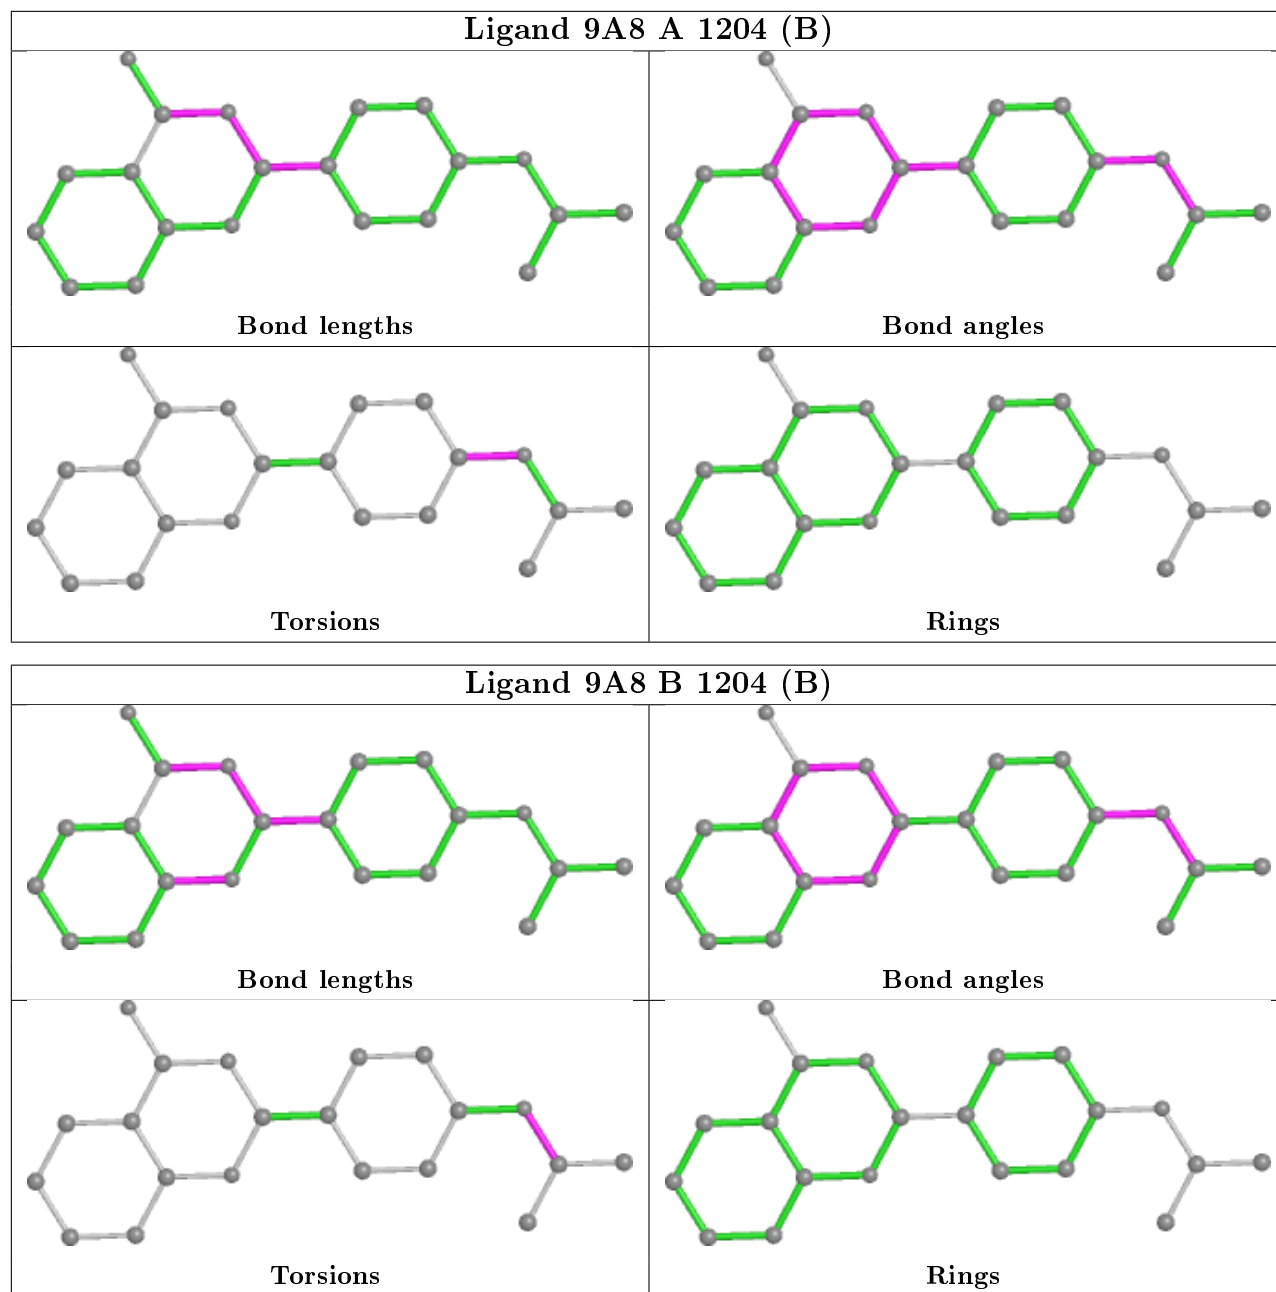 Ligand 9A8 A 1204 (B)
Bond lengths
Bond angles
Torsions
Rings
Ligand 9A8 B 1204 (B)
Bond lengths
Bond angles
Torsions
Rings